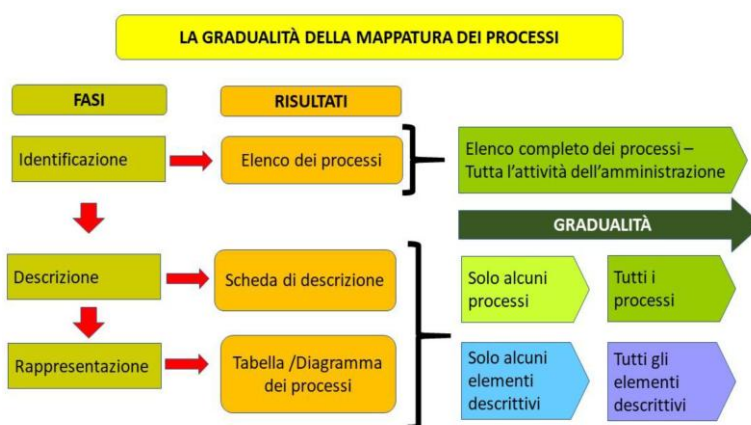 LA GRADUALITÀ DELLA MAPPATURA DEI PROCESSI
FASI
RISULTATI
Identificazione
Elenco dei processi
Elenco completo dei processi –
Tutta l'attività dell'amministrazione
GRADUALITÀ
Descrizione
Scheda di descrizione
Solo alcuni
processi
Tutti i
processi
Rappresentazione
Tabella /Diagramma
dei processi
Solo alcuni
elementi
descrittivi
Tutti gli
elementi
descrittivi